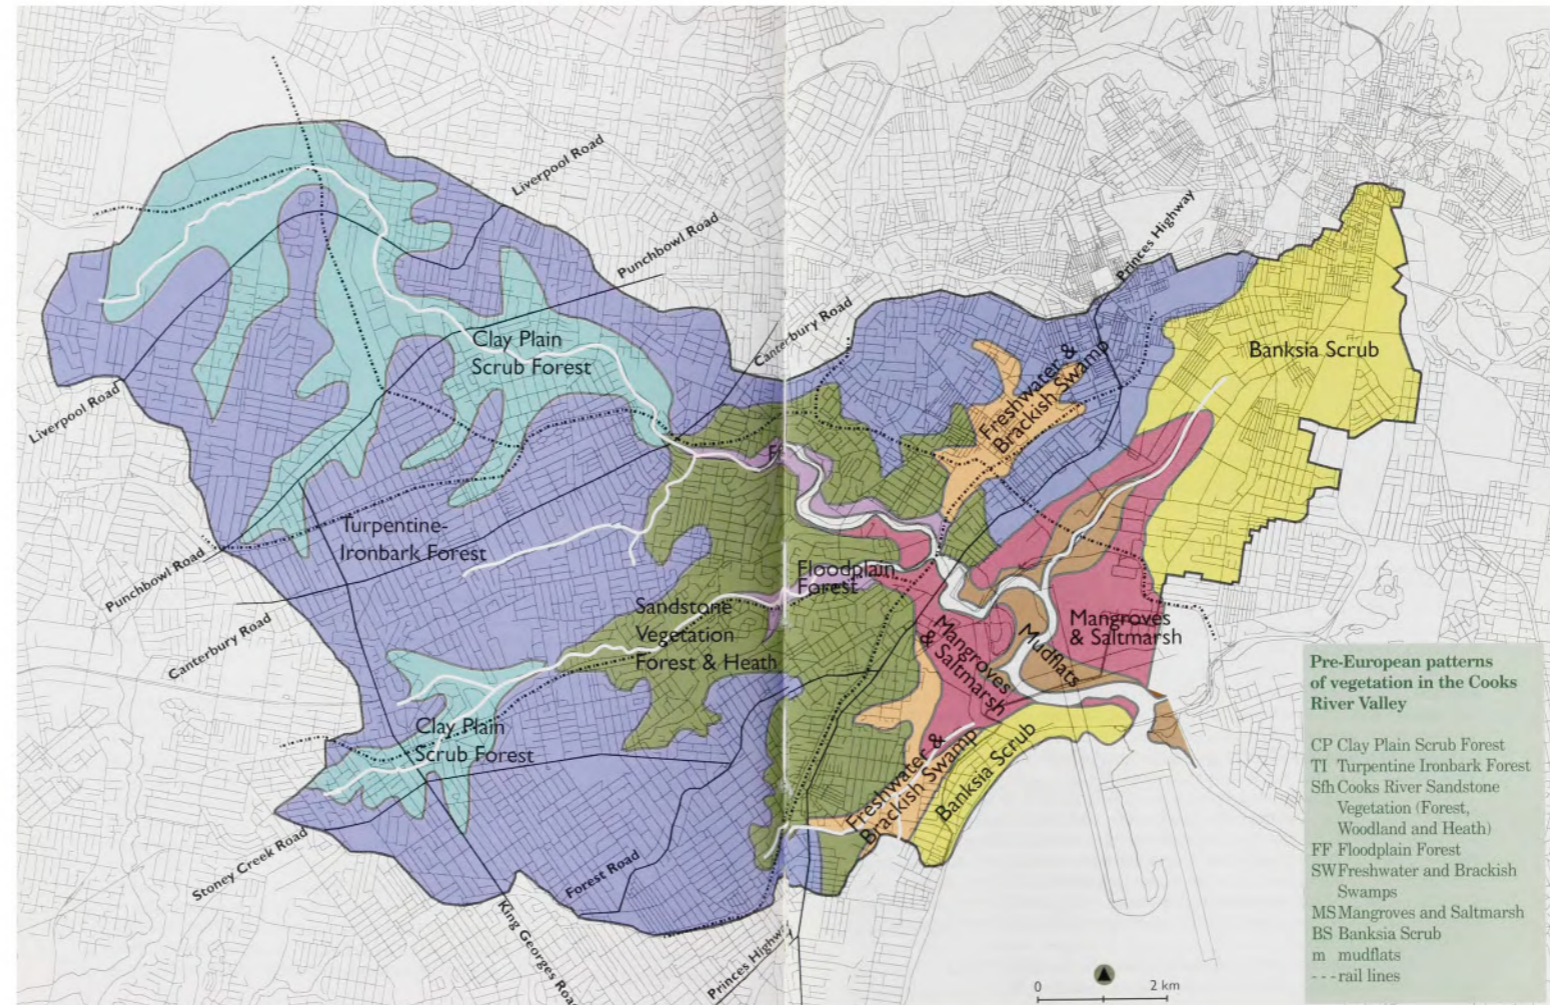 Liverpool Road
Punchbowl Road
Princes Highway
Canterbury Road
Clay Plain
Scrub Forest
Banksia Scrub
Freshwater &
Brackish Swamp
Liverpool Road
Turpentine-
Ironbark Forest
Punchbowl Road
Floodplain
Forest
Sandstone
Vegetation
Forest & Heath
Canterbury Road
Mangroves
& Saltmarsh
Mudflats
Mangroves
& Saltmarsh
Clay Plain
Scrub Forest
Freshwater &
Brackish Swamp
Banksia Scrub
Stoney Creek Road
Forest Road
King Georges Road
Princes Highway
0 2 km
Pre-European patterns
of vegetation in the Cooks
River Valley
CP Clay Plain Scrub Forest
TI Turpentine Ironbark Forest
Sfh Cooks River Sandstone
Vegetation (Forest,
Woodland and Heath)
FF Floodplain Forest
SW Freshwater and Brackish
Swamps
MS Mangroves and Saltmarsh
BS Banksia Scrub
m mudflats
- - - rail lines